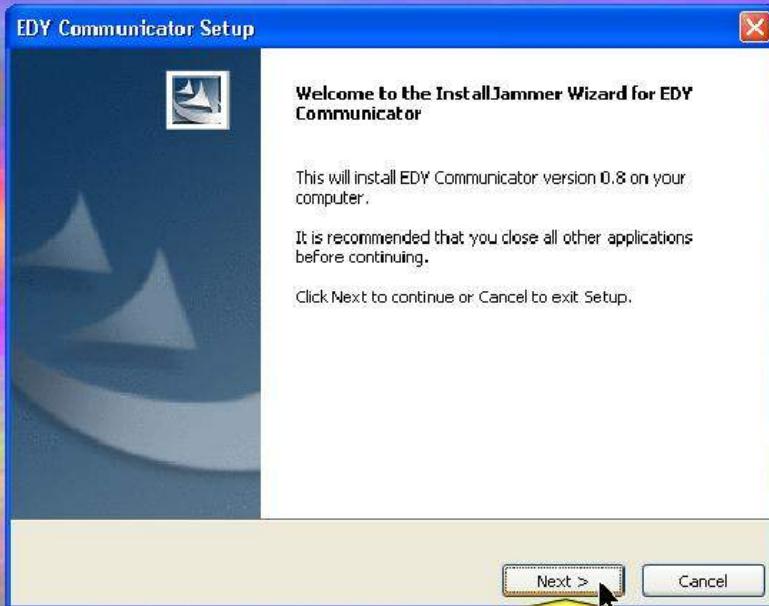 EDY Communicator Setup
Welcome to the InstallJammer Wizard for EDY
Communicator
This will install EDY Communicator version 0.8 on your
computer.
It is recommended that you close all other applications
before continuing.
Click Next to continue or Cancel to exit Setup.
Next >
Cancel